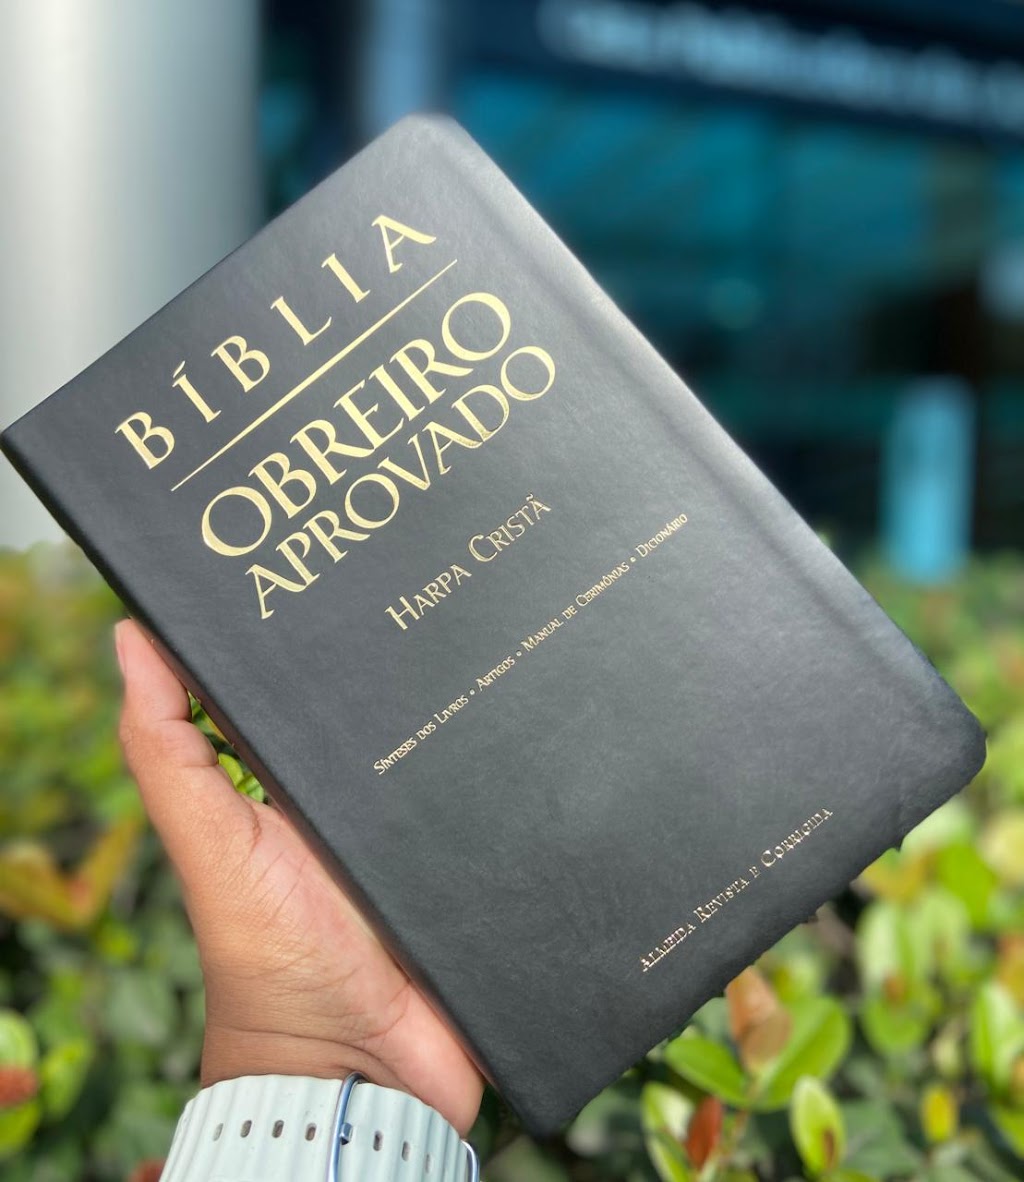 BÍBLIA
OBREIRO
APROVADO
HARPA CRISTÃ
SÍNTESES DOS LIVROS • ARTIGOS • MANUAL DE CERIMÔNIAS • DICIONÁRIO
ALMEIDA REVISTA E CORRIGIDA